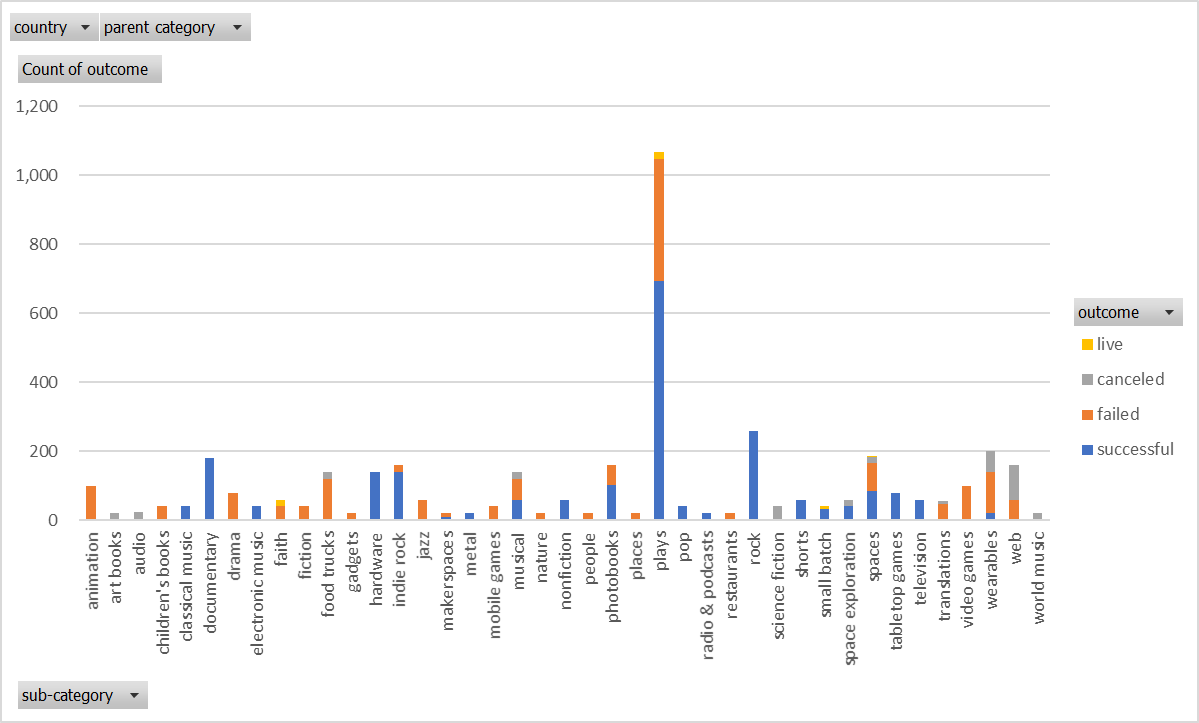 country parent category
Count of outcome
1,200
1,000
800
600
400
200
0
animation
art books
audio
children's books
classical music
documentary
drama
electronic music
faith
fiction
food trucks
gadgets
hardware
indie rock
jazz
makerspaces
metal
mobile games
musical
nature
nonfiction
people
photobooks
places
plays
pop
radio & podcasts
restaurants
rock
science fiction
shorts
small batch
space exploration
spaces
tabletop games
television
translations
video games
wearables
web
world music
outcome
live
canceled
failed
successful
sub-category